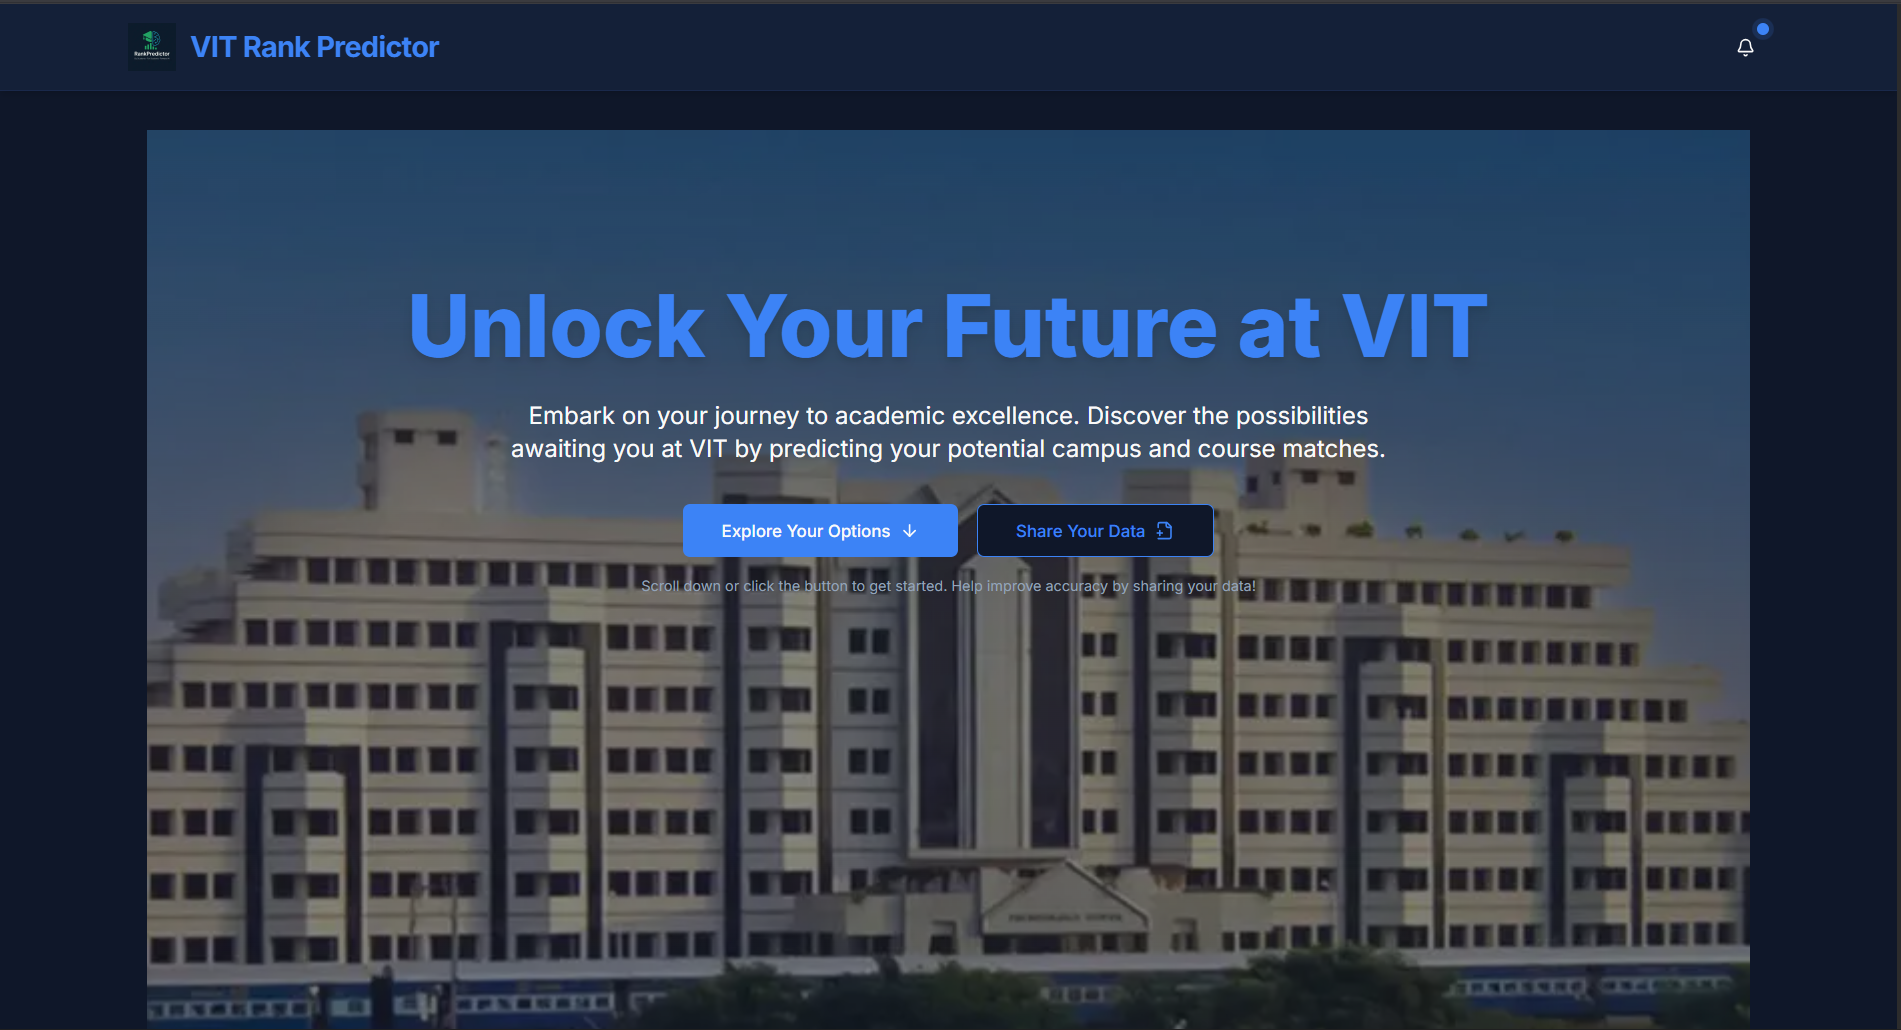 RankPredictor
VIT Rank Predictor
Unlock Your Future at VIT
Embark on your journey to academic excellence. Discover the possibilities
awaiting you at VIT by predicting your potential campus and course matches.
Explore Your Options
Share Your Data
Scroll down or click the button to get started. Help improve accuracy by sharing your data!
TECHNOLOGY TOWER